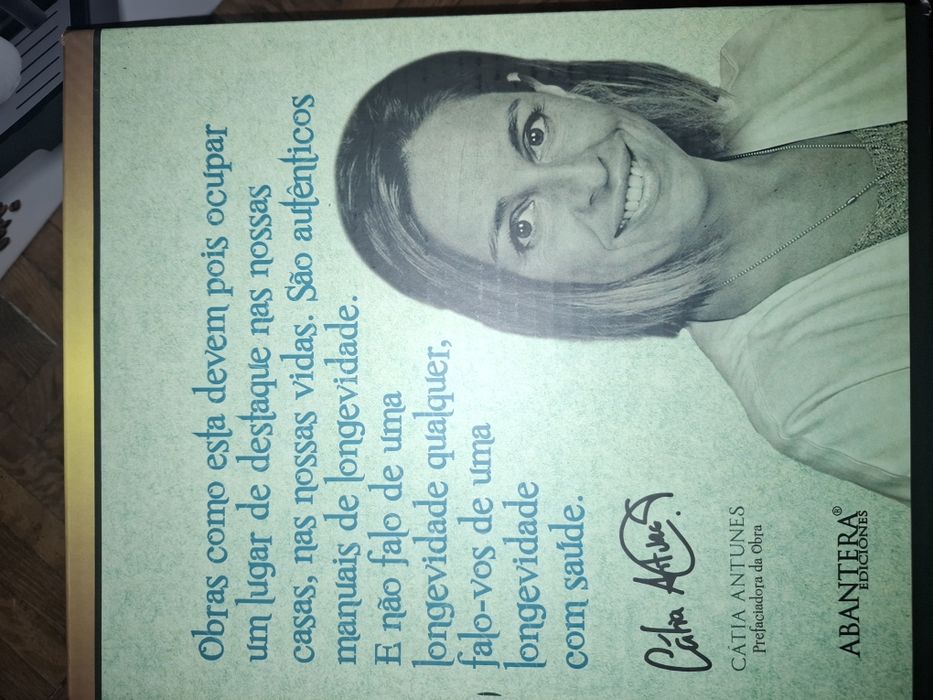 Obras como esta devem pois ocupar
um lugar de destaque nas nossas
casas, nas nossas vidas. São autênticos
manuais de longevidade.
E não falo de uma
longevidade qualquer,
falo-vos de uma
longevidade
com saúde.
Cátia Antunes
CÁTIA ANTUNES
Prefaciadora da Obra
ABANTERA®
EDICIONES